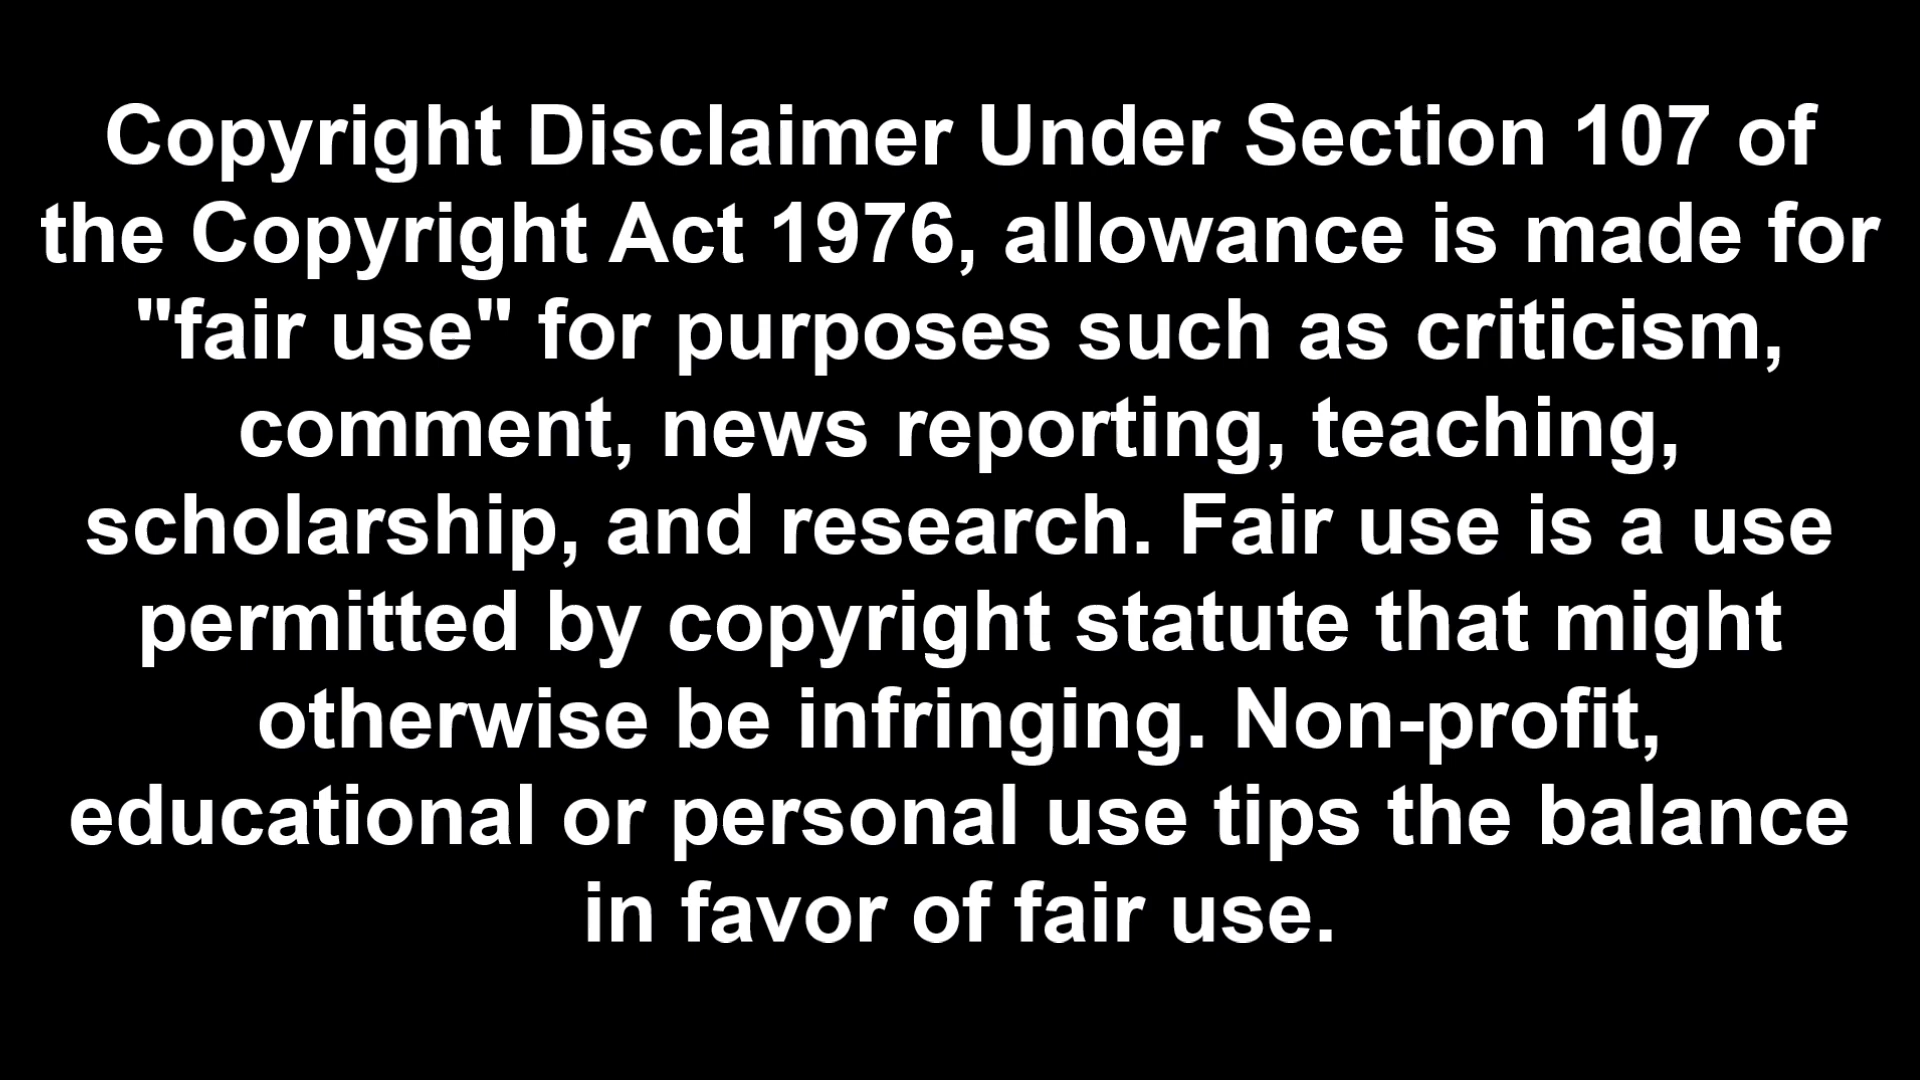 Copyright Disclaimer Under Section 107 of
the Copyright Act 1976, allowance is made for
"fair use" for purposes such as criticism,
comment, news reporting, teaching,
scholarship, and research. Fair use is a use
permitted by copyright statute that might
otherwise be infringing. Non-profit,
educational or personal use tips the balance
in favor of fair use.